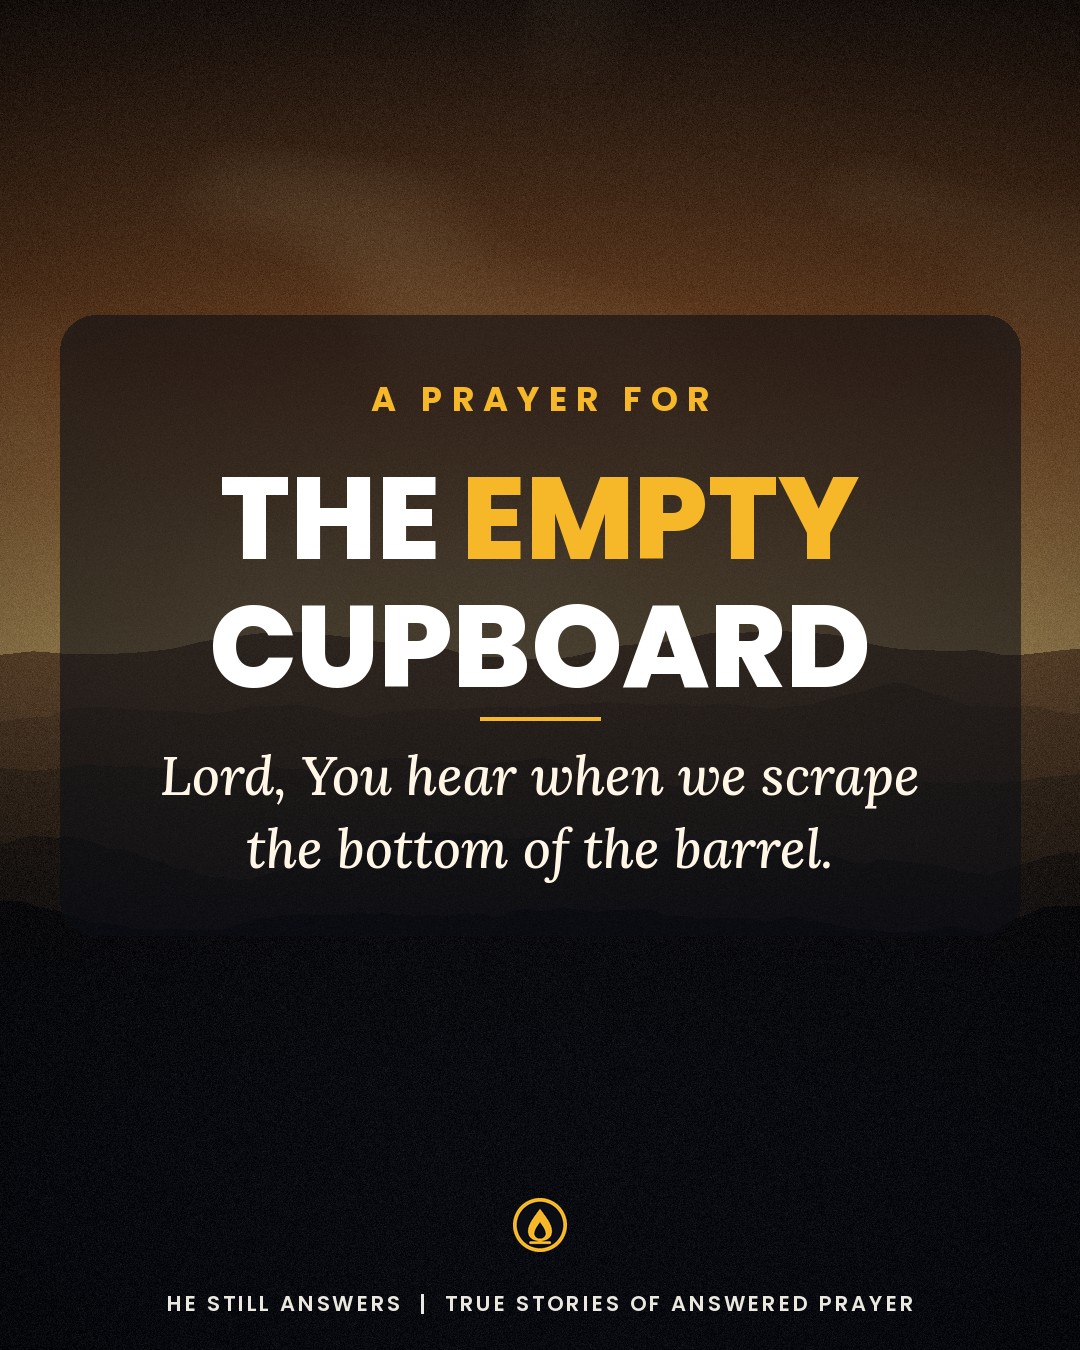 A PRAYER FOR
THE EMPTY
CUPBOARD
Lord, You hear when we scrape
the bottom of the barrel.
HE STILL ANSWERS | TRUE STORIES OF ANSWERED PRAYER